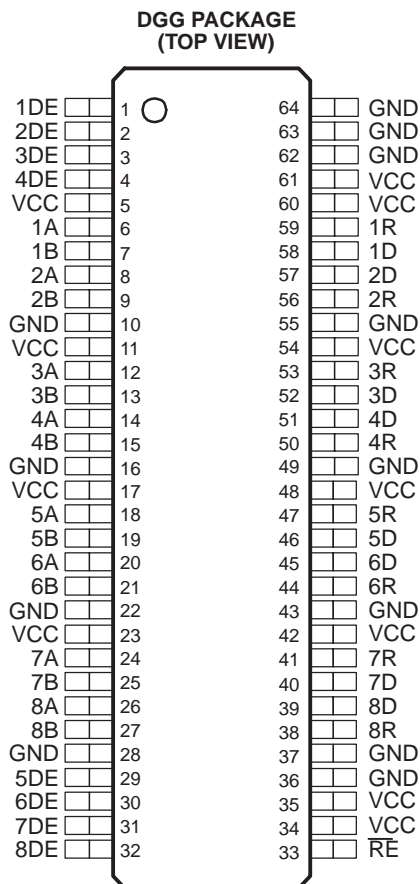 DGG PACKAGE
(TOP VIEW)
1DE 1 64 GND
2DE 2 63 GND
3DE 3 62 GND
4DE 4 61 VCC
VCC 5 60 VCC
1A 6 59 1R
1B 7 58 1D
2A 8 57 2D
2B 9 56 2R
GND 10 55 GND
VCC 11 54 VCC
3A 12 53 3R
3B 13 52 3D
4A 14 51 4D
4B 15 50 4R
GND 16 49 GND
VCC 17 48 VCC
5A 18 47 5R
5B 19 46 5D
6A 20 45 6D
6B 21 44 6R
GND 22 43 GND
VCC 23 42 VCC
7A 24 41 7R
7B 25 40 7D
8A 26 39 8D
8B 27 38 8R
GND 28 37 GND
5DE 29 36 GND
6DE 30 35 VCC
7DE 31 34 VCC
8DE 32 33 R̅E̅